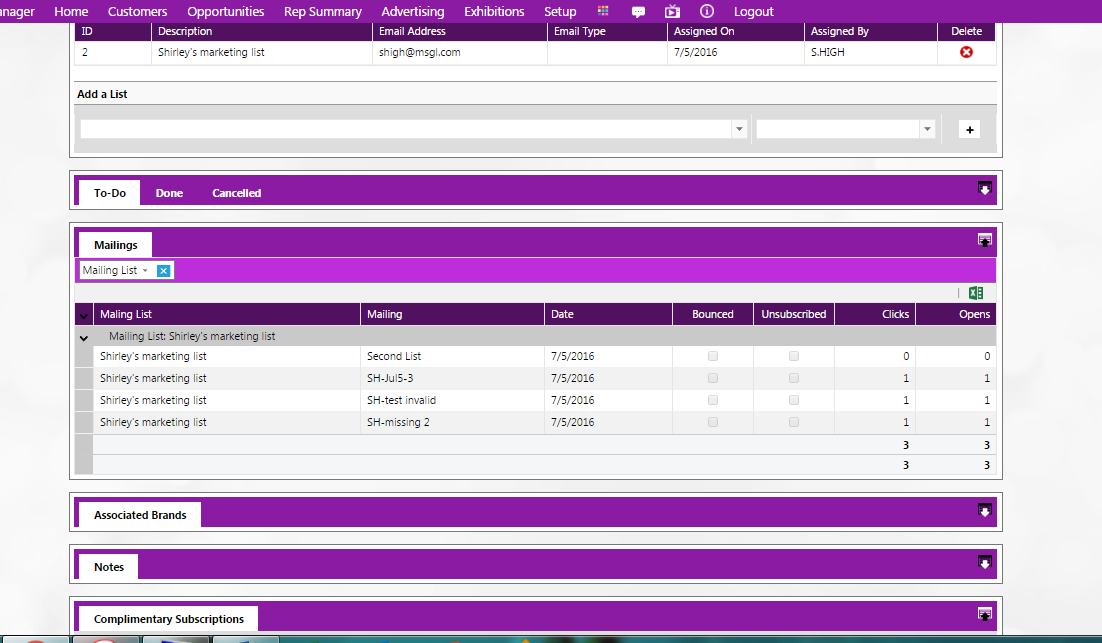 anager Home Customers Opportunities Rep Summary Advertising Exhibitions Setup Logout
ID Description Email Address Email Type Assigned On Assigned By Delete
2 Shirley's marketing list shigh@msgl.com 7/5/2016 S.HIGH
Add a List
+
To-Do Done Cancelled
Mailings
Mailing List
Maling List Mailing Date Bounced Unsubscribed Clicks Opens
Mailing List: Shirley's marketing list
Shirley's marketing list Second List 7/5/2016 0 0
Shirley's marketing list SH-Jul5-3 7/5/2016 1 1
Shirley's marketing list SH-test invalid 7/5/2016 1 1
Shirley's marketing list SH-missing 2 7/5/2016 1 1
3 3
3 3
Associated Brands
Notes
Complimentary Subscriptions